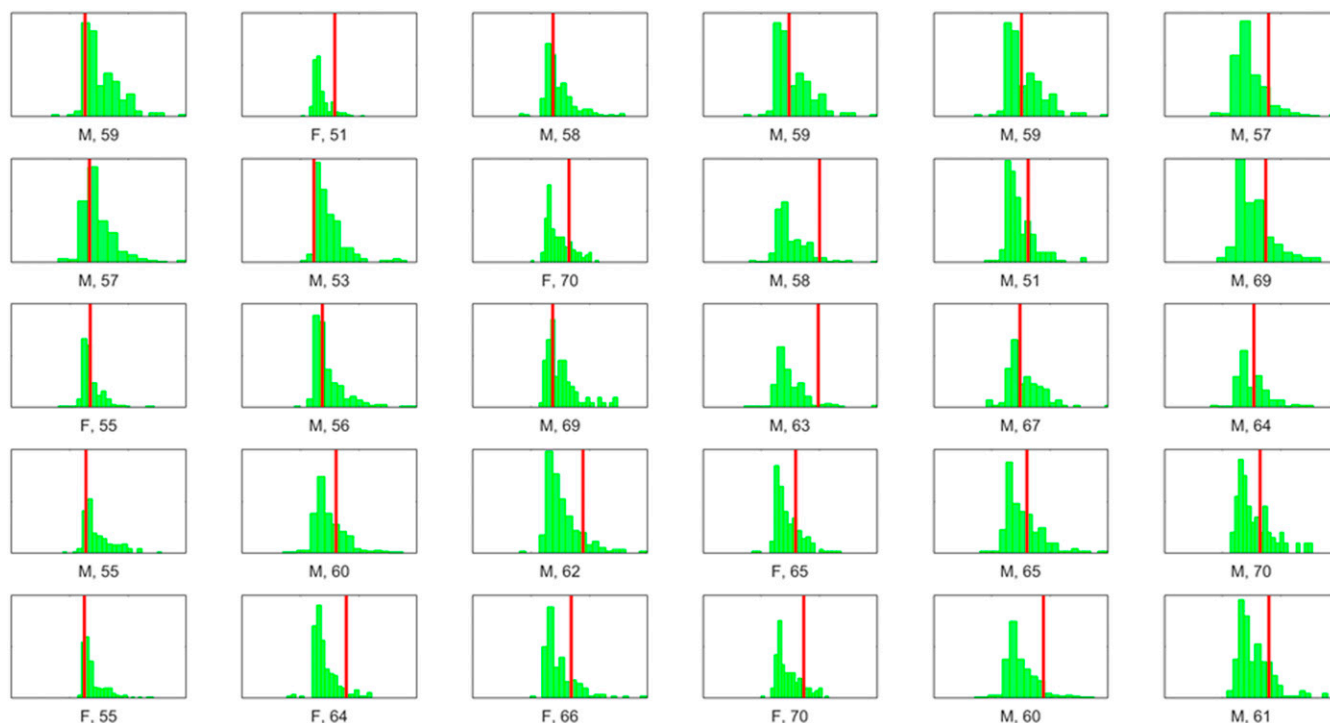 M, 59 F, 51 M, 58 M, 59 M, 59 M, 57
M, 57 M, 53 F, 70 M, 58 M, 51 M, 69
F, 55 M, 56 M, 69 M, 63 M, 67 M, 64
M, 55 M, 60 M, 62 F, 65 M, 65 M, 70
F, 55 F, 64 F, 66 F, 70 M, 60 M, 61